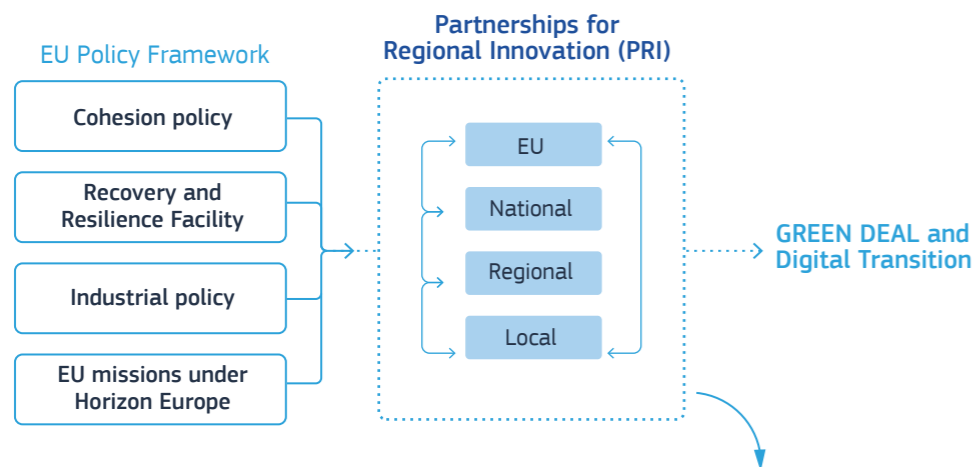 EU Policy Framework
Cohesion policy
Recovery and
Resilience Facility
Industrial policy
EU missions under
Horizon Europe
Partnerships for
Regional Innovation (PRI)
EU
National
Regional
Local
GREEN DEAL and
Digital Transition